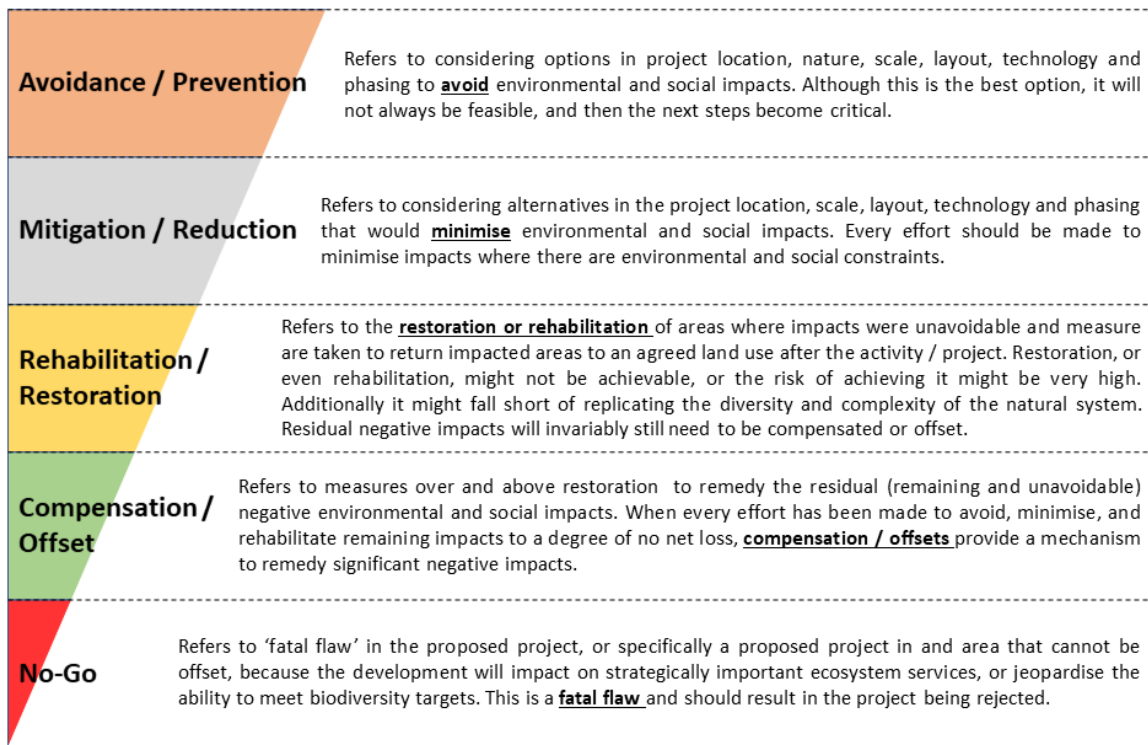 Avoidance / Prevention
Refers to considering options in project location, nature, scale, layout, technology and
phasing to avoid environmental and social impacts. Although this is the best option, it will
not always be feasible, and then the next steps become critical.
Mitigation / Reduction
Refers to considering alternatives in the project location, scale, layout, technology and phasing
that would minimise environmental and social impacts. Every effort should be made to
minimise impacts where there are environmental and social constraints.
Rehabilitation /
Restoration
Refers to the restoration or rehabilitation of areas where impacts were unavoidable and measure
are taken to return impacted areas to an agreed land use after the activity / project. Restoration, or
even rehabilitation, might not be achievable, or the risk of achieving it might be very high.
Additionally it might fall short of replicating the diversity and complexity of the natural system.
Residual negative impacts will invariably still need to be compensated or offset.
Compensation /
Offset
Refers to measures over and above restoration to remedy the residual (remaining and unavoidable)
negative environmental and social impacts. When every effort has been made to avoid, minimise, and
rehabilitate remaining impacts to a degree of no net loss, compensation / offsets provide a mechanism
to remedy significant negative impacts.
No-Go
Refers to ‘fatal flaw’ in the proposed project, or specifically a proposed project in and area that cannot be
offset, because the development will impact on strategically important ecosystem services, or jeopardise the
ability to meet biodiversity targets. This is a fatal flaw and should result in the project being rejected.